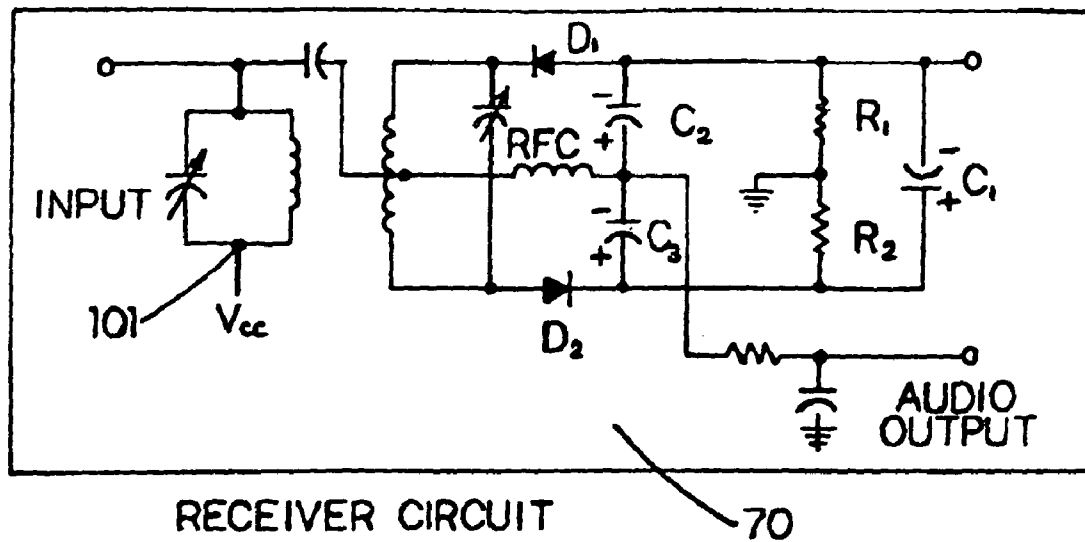 D₁
- C₂ R₁
RFC +
- C₁ +
INPUT
- C₃ + R₂
101 Vcc
D₂
AUDIO
OUTPUT
RECEIVER CIRCUIT
70